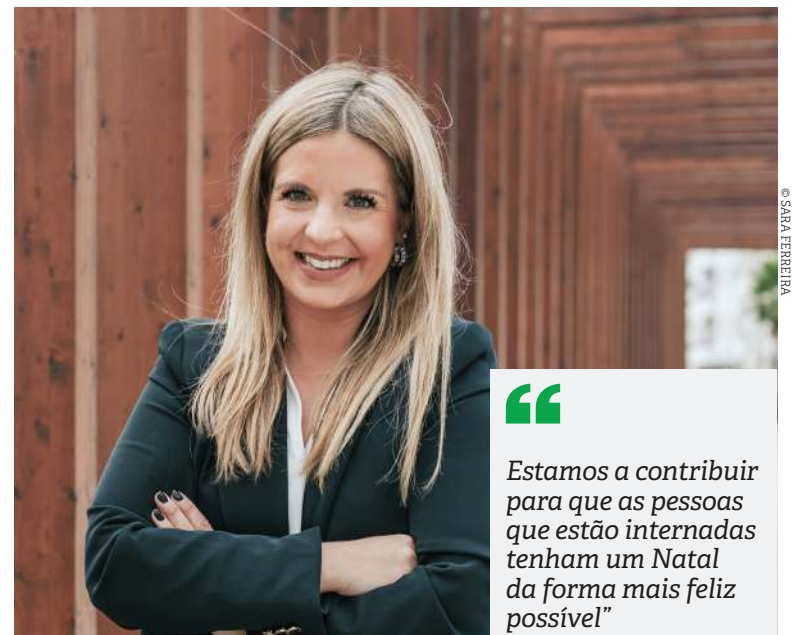 © SARA FERREIRA
“
Estamos a contribuir
para que as pessoas
que estão internadas
tenham um Natal
da forma mais feliz
possível”